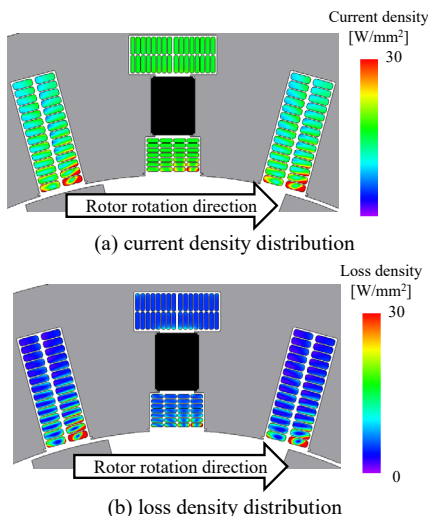 Current density
[W/mm²]
30
Rotor rotation direction
(a) current density distribution
Loss density
[W/mm²]
30
Rotor rotation direction
0
(b) loss density distribution